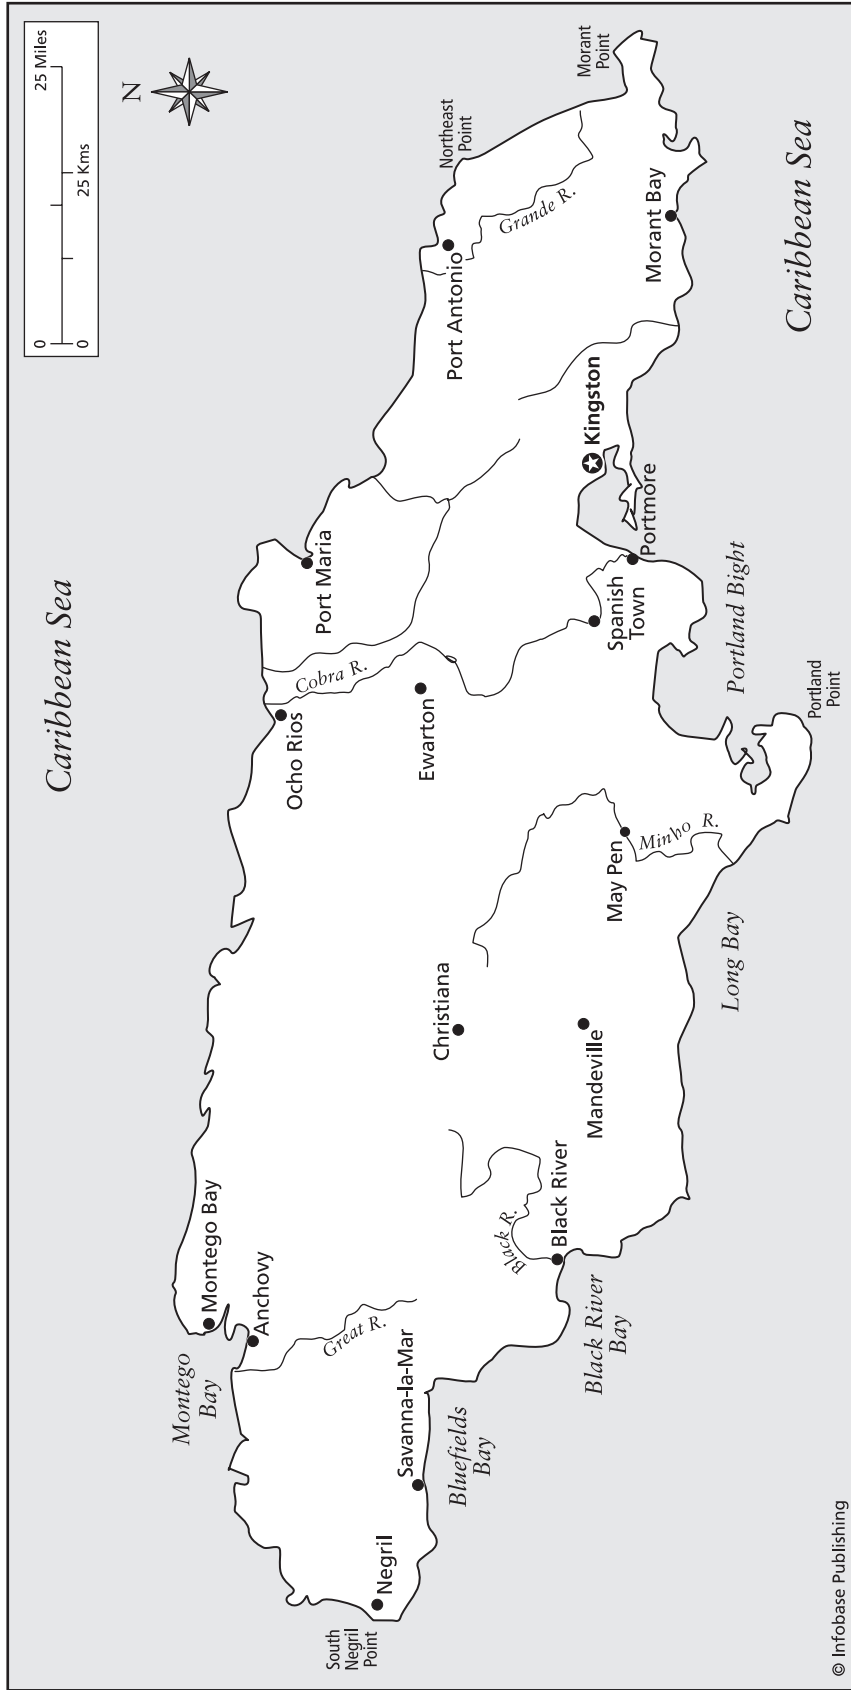 Caribbean Sea
0
25 Miles
0
25 Kms
N
Montego
Bay
Montego Bay
Anchovy
Great R.
South
Negril
Point
Negril
Savanna-la-Mar
Bluefields
Bay
Black R.
Black River
Black River
Bay
Christiana
Mandeville
Ocho Rios
Cobra R.
Port Maria
Ewarton
May Pen
Minho R.
Long Bay
Spanish
Town
Portmore
Portland Bight
Portland
Point
Kingston
Port Antonio
Grande R.
Northeast
Point
Morant
Point
Morant Bay
Caribbean Sea
© Infobase Publishing